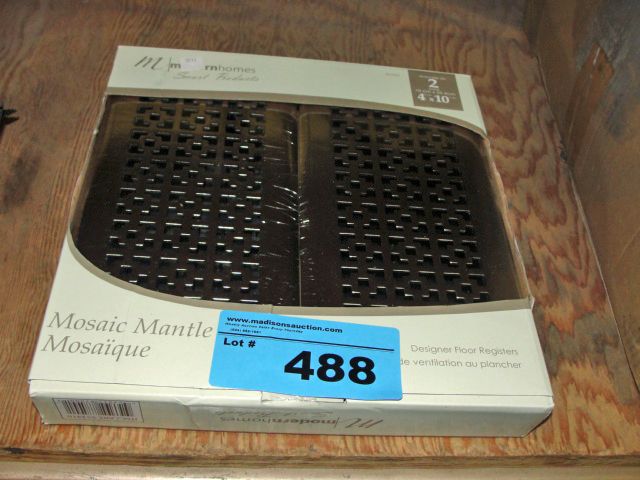 m modernhomes
Smart Products
2
4 x 10
Mosaic Mantle
Mosaïque
www.madisonsauction.com
Lot #
488
Designer Floor Registers
de ventilation au plancher
m modernhomes